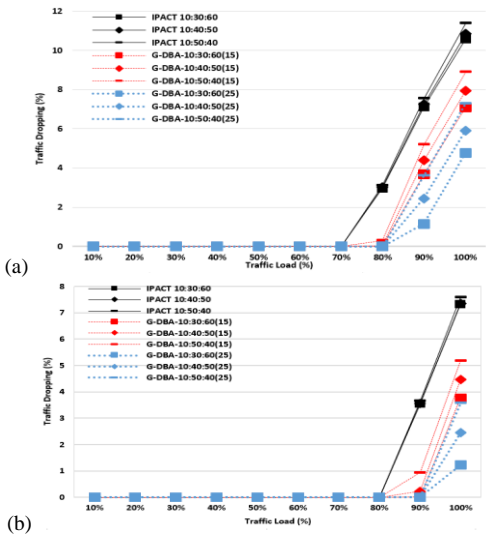 12
10
8
6
4
2
0
Traffic Dropping (%)
IPACT 10:30:60
IPACT 10:40:50
IPACT 10:50:40
G-DBA-10:30:60(15)
G-DBA-10:40:50(15)
G-DBA-10:50:40(15)
G-DBA-10:30:60(25)
G-DBA-10:40:50(25)
G-DBA-10:50:40(25)
10% 20% 30% 40% 50% 60% 70% 80% 90% 100%
Traffic Load (%)
(a)
8
7
6
5
4
3
2
1
0
Traffic Dropping (%)
IPACT 10:30:60
IPACT 10:40:50
IPACT 10:50:40
G-DBA-10:30:60(15)
G-DBA-10:40:50(15)
G-DBA-10:50:40(15)
G-DBA-10:30:60(25)
G-DBA-10:40:50(25)
G-DBA-10:50:40(25)
10% 20% 30% 40% 50% 60% 70% 80% 90% 100%
Traffic Load (%)
(b)